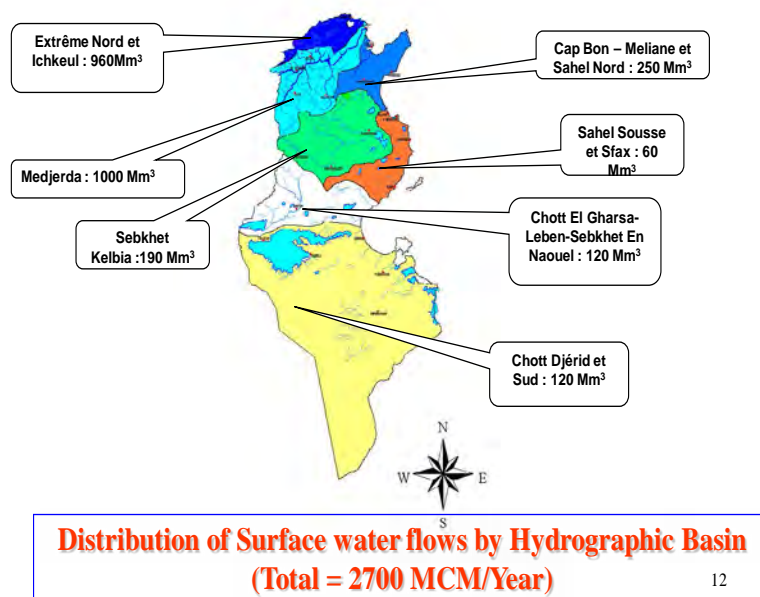 Extrême Nord et
Ichkeul : 960Mm³
Cap Bon – Meliane et
Sahel Nord : 250 Mm³
Sahel Sousse
et Sfax : 60
Mm³
Medjerda : 1000 Mm³
Sebkhet
Kelbia :190 Mm³
Chott El Gharsa-
Leben-Sebkhet En
Naouel : 120 Mm³
Chott Djérid et
Sud : 120 Mm³
N
W
E
S
Distribution of Surface water flows by Hydrographic Basin
(Total = 2700 MCM/Year)
12